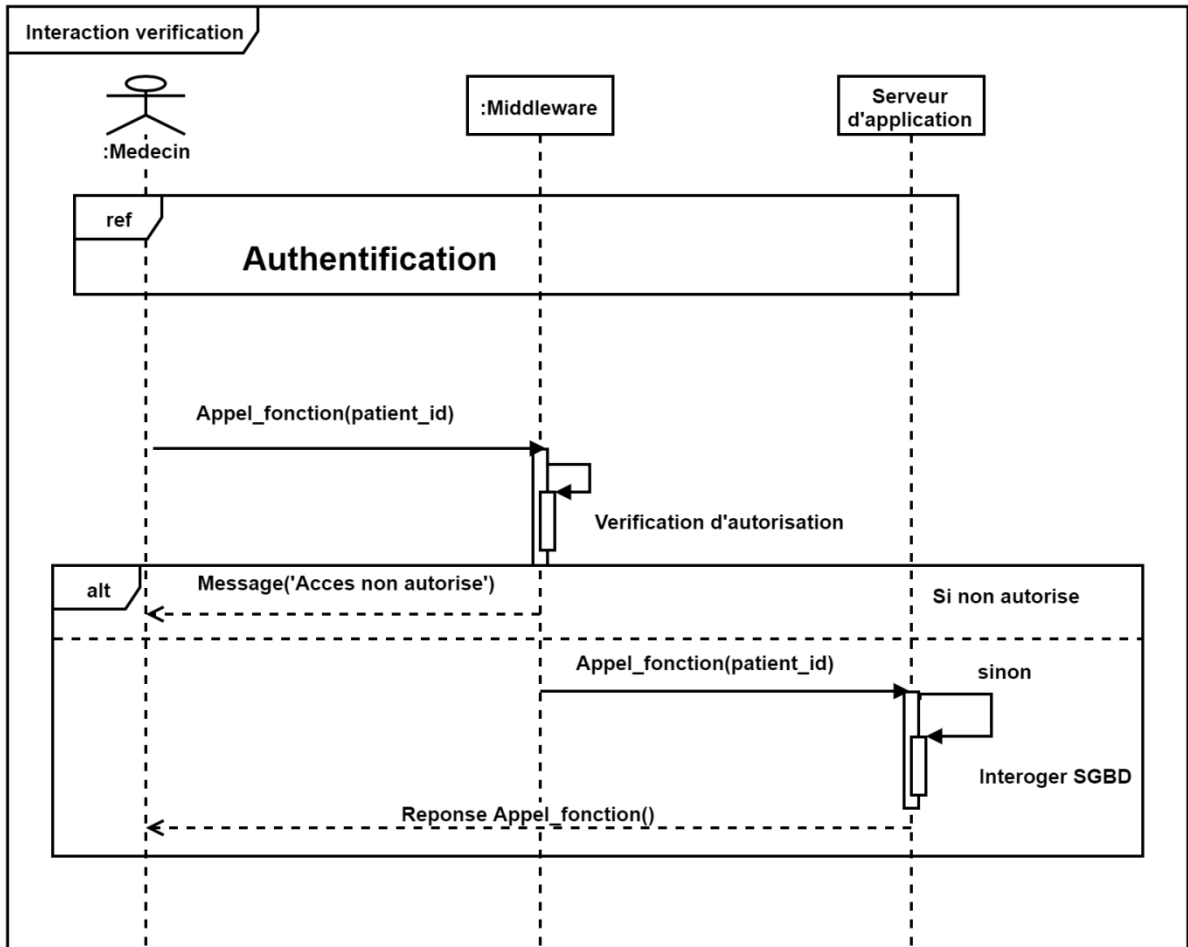 Interaction verification
:Medecin
:Middleware
Serveur
d'application
ref
Authentification
Appel_fonction(patient_id)
Verification d'autorisation
alt
Message('Acces non autorise')
Si non autorise
Appel_fonction(patient_id)
sinon
Interoger SGBD
Reponse Appel_fonction()